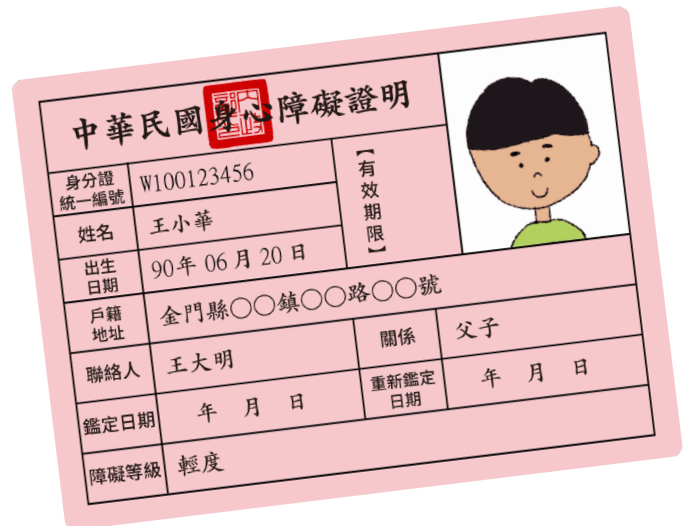 中華民國身心障礙證明
身分證
統一編號
W100123456
【有效期限】
姓名
王小華
出生
日期
90年 06月 20日
戶籍
地址
金門縣○○鎮○○路○○號
聯絡人
王大明
關係
父子
鑑定日期
年 月 日
重新鑑定
日期
年 月 日
障礙等級
輕度